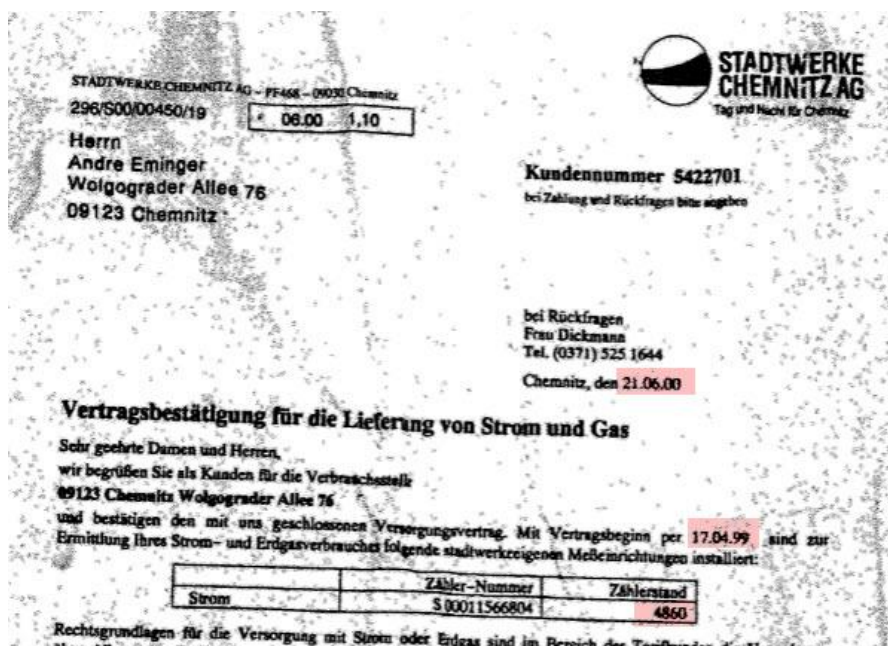 STADTWERKE CHEMNITZ AG - PF468 - 09030 Chemnitz
296/S00/00450/19
06.00 1,10
Herrn
Andre Eminger
Wolgograder Allee 76
09123 Chemnitz
STADTWERKE
CHEMNITZ AG
Tag und Nacht für Chemnitz
Kundennummer 5422701
bei Zahlung und Rückfragen bitte angeben
bei Rückfragen
Frau Dickmann
Tel. (0371) 525 1644
Chemnitz, den 21.06.00
Vertragsbestätigung für die Lieferung von Strom und Gas
Sehr geehrte Damen und Herren,
wir begrüßen Sie als Kunden für die Verbrauchsstelle
09123 Chemnitz Wolgograder Allee 76
und bestätigen den mit uns geschlossenen Versorgungsvertrag. Mit Vertragsbeginn per 17.04.99 sind zur
Ermittlung Ihres Strom- und Erdgasverbrauches folgende stadtwerkeeigenen Meßeinrichtungen installiert:
Zähler-Nummer Zählerstand
Strom S 00011566804 4860
Rechtsgrundlagen für die Versorgung mit Strom oder Erdgas sind im Bereich der